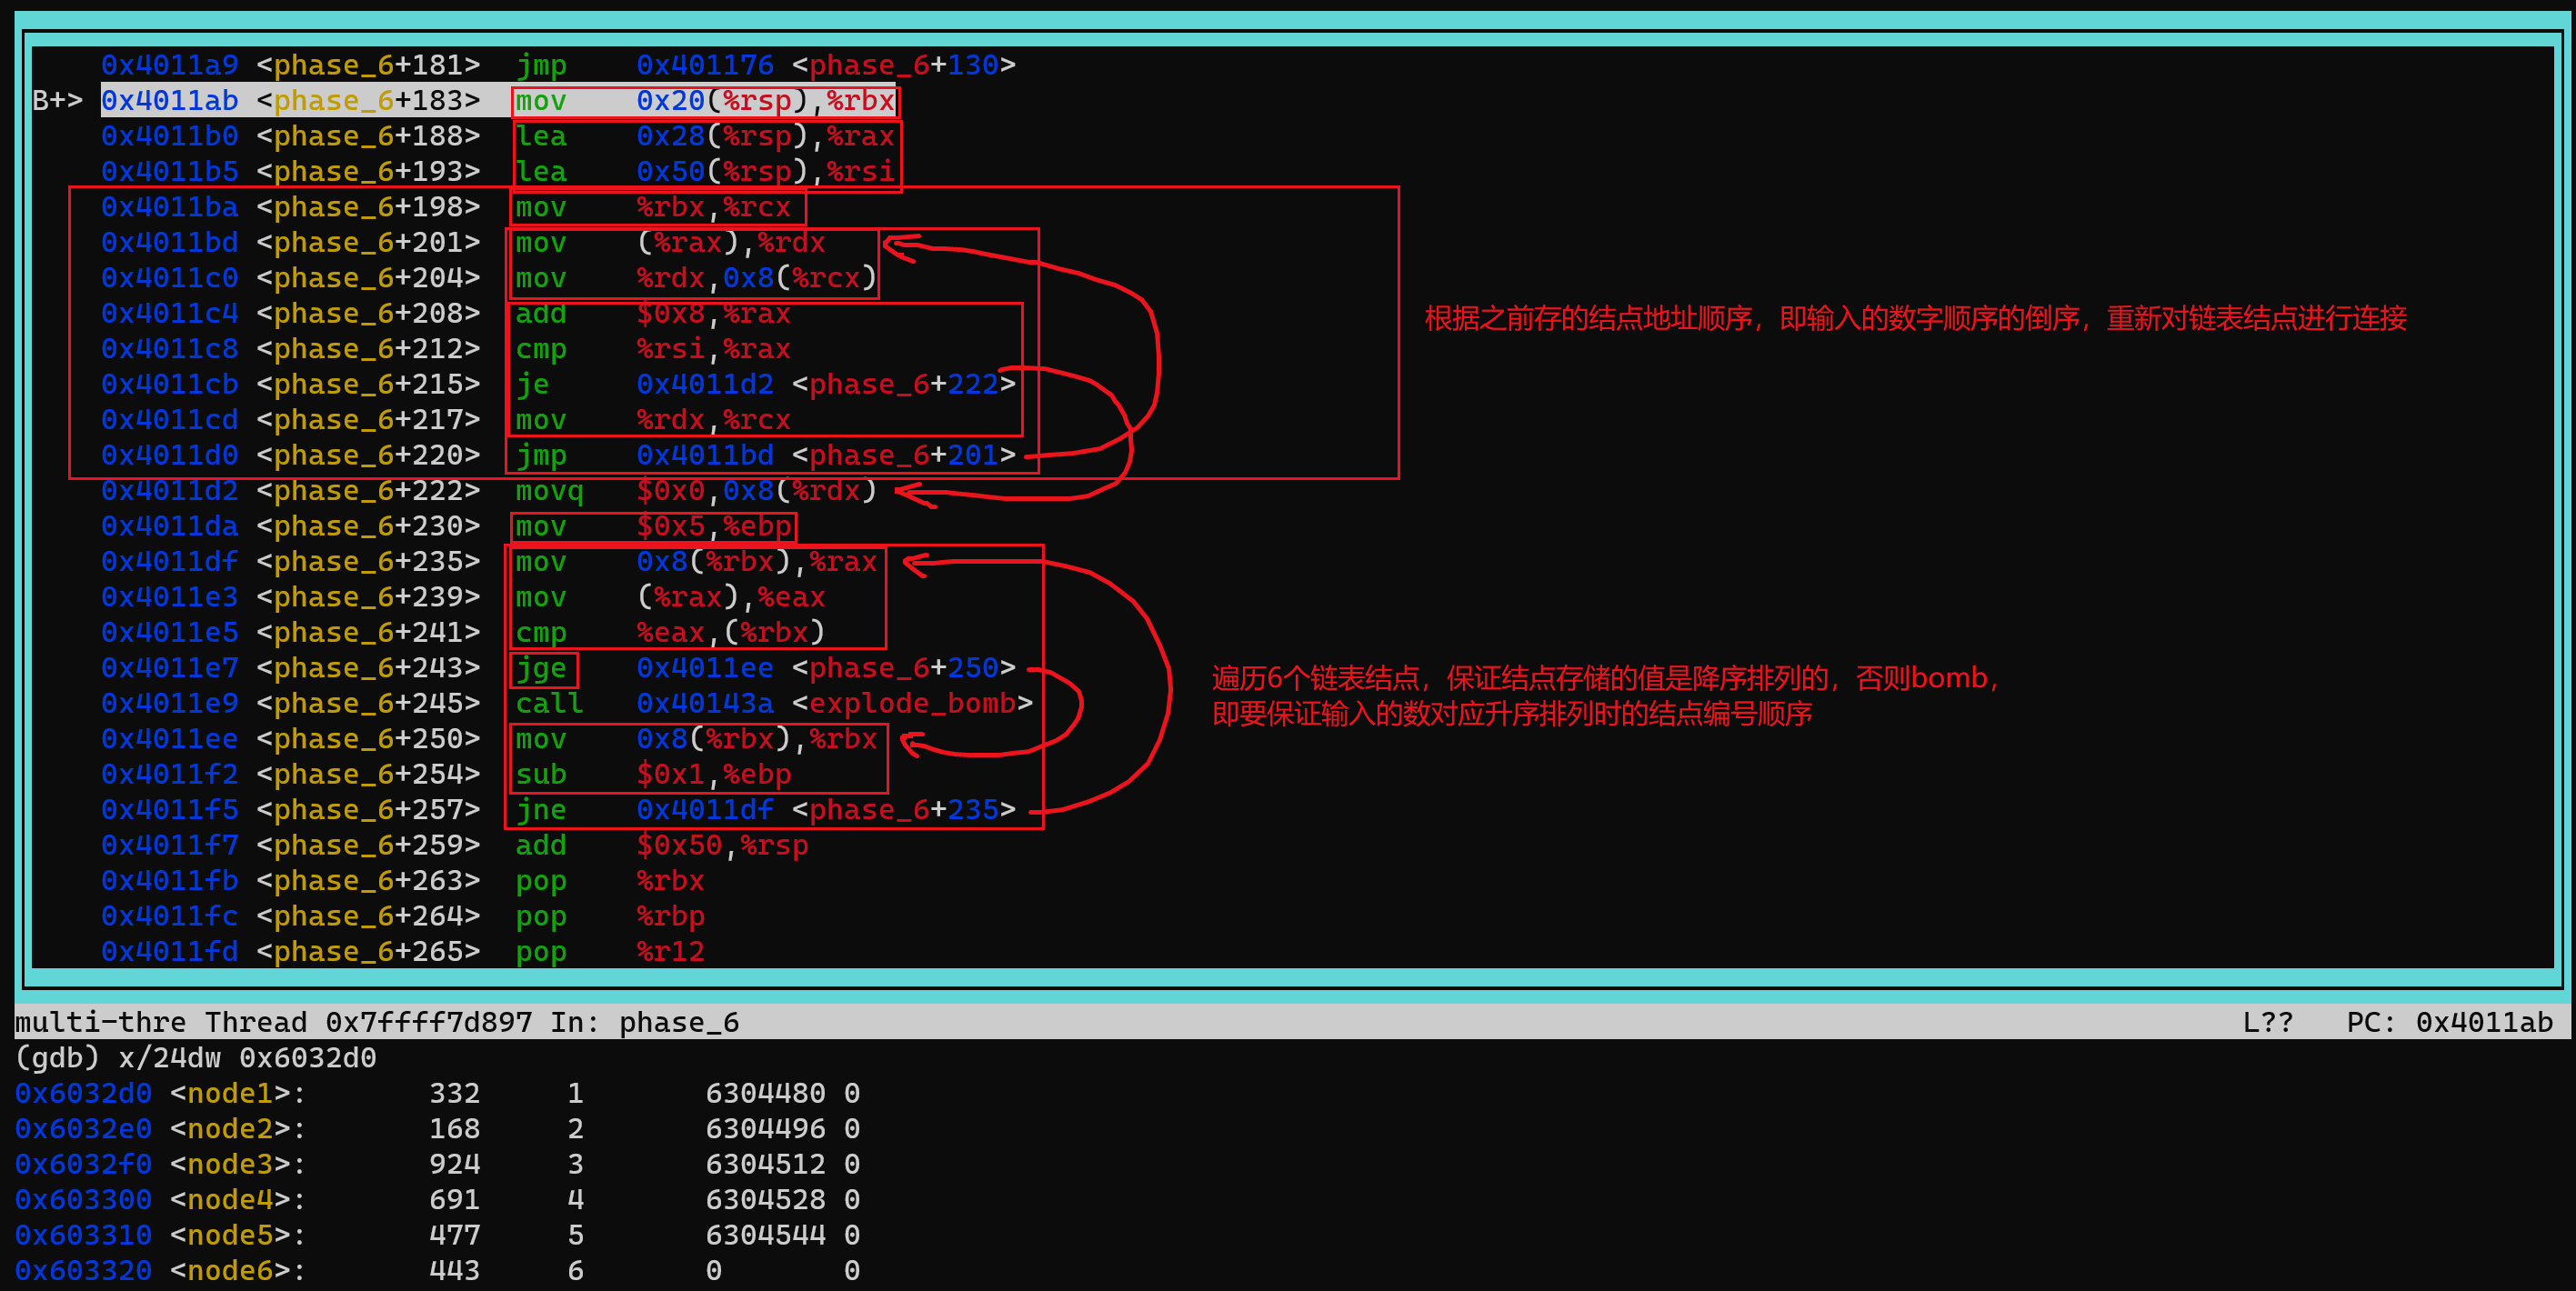 0x4011a9 <phase_6+181> jmp 0x401176 <phase_6+130>
B+> 0x4011ab <phase_6+183> mov 0x20(%rsp),%rbx
0x4011b0 <phase_6+188> lea 0x28(%rsp),%rax
0x4011b5 <phase_6+193> lea 0x50(%rsp),%rsi
0x4011ba <phase_6+198> mov %rbx,%rcx
0x4011bd <phase_6+201> mov (%rax),%rdx
0x4011c0 <phase_6+204> mov %rdx,0x8(%rcx)
0x4011c4 <phase_6+208> add $0x8,%rax
根据之前存的结点地址顺序，即输入的数字顺序的倒序，重新对链表结点进行连接
0x4011c8 <phase_6+212> cmp %rsi,%rax
0x4011cb <phase_6+215> je 0x4011d2 <phase_6+222>
0x4011cd <phase_6+217> mov %rdx,%rcx
0x4011d0 <phase_6+220> jmp 0x4011bd <phase_6+201>
0x4011d2 <phase_6+222> movq $0x0,0x8(%rdx)
0x4011da <phase_6+230> mov $0x5,%ebp
0x4011df <phase_6+235> mov 0x8(%rbx),%rax
0x4011e3 <phase_6+239> mov (%rax),%eax
0x4011e5 <phase_6+241> cmp %eax,(%rbx)
0x4011e7 <phase_6+243> jge 0x4011ee <phase_6+250>
遍历6个链表结点，保证结点存储的值是降序排列的，否则bomb，
0x4011e9 <phase_6+245> call 0x40143a <explode_bomb>
即要保证输入的数对应升序排列时的结点编号顺序
0x4011ee <phase_6+250> mov 0x8(%rbx),%rbx
0x4011f2 <phase_6+254> sub $0x1,%ebp
0x4011f5 <phase_6+257> jne 0x4011df <phase_6+235>
0x4011f7 <phase_6+259> add $0x50,%rsp
0x4011fb <phase_6+263> pop %rbx
0x4011fc <phase_6+264> pop %rbp
0x4011fd <phase_6+265> pop %r12
multi-thre Thread 0x7ffff7d897 In: phase_6 L?? PC: 0x4011ab
(gdb) x/24dw 0x6032d0
0x6032d0 <node1>: 332 1 6304480 0
0x6032e0 <node2>: 168 2 6304496 0
0x6032f0 <node3>: 924 3 6304512 0
0x603300 <node4>: 691 4 6304528 0
0x603310 <node5>: 477 5 6304544 0
0x603320 <node6>: 443 6 0 0